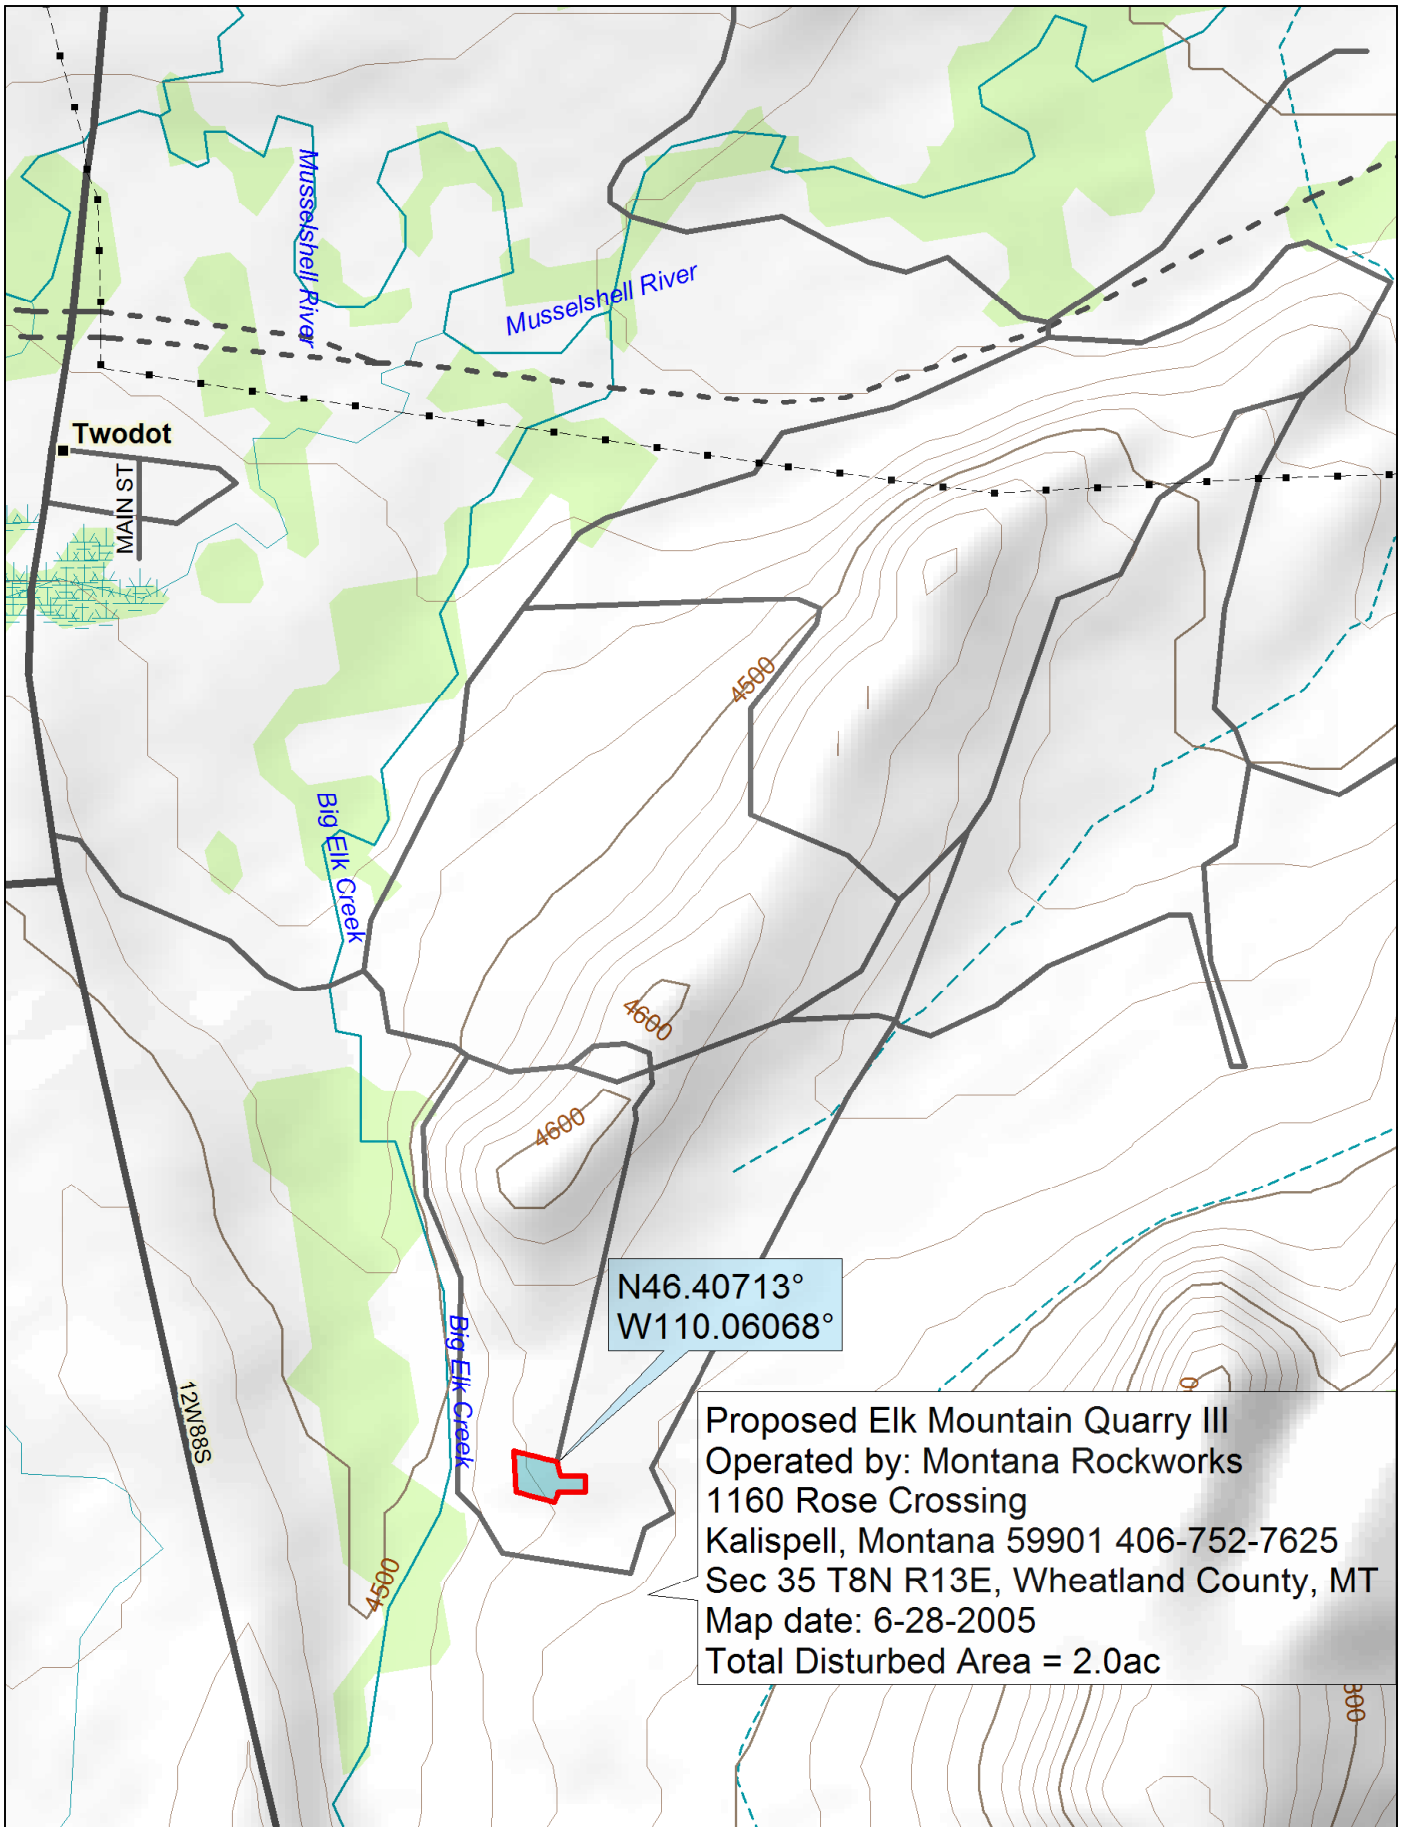 Musselshell River
Musselshell River
Twodot
MAIN ST
4500
Big Elk Creek
4600
4600
N46.40713°
W110.06068°
Big Elk Creek
12W88S
Proposed Elk Mountain Quarry III
Operated by: Montana Rockworks
1160 Rose Crossing
Kalispell, Montana 59901 406-752-7625
Sec 35 T8N R13E, Wheatland County, MT
Map date: 6-28-2005
Total Disturbed Area = 2.0ac
4500